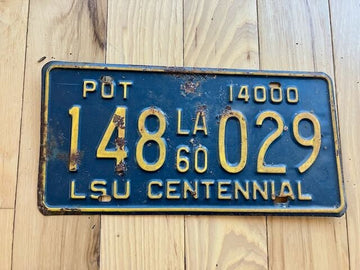 POT 14000
148 LA 60 029
LSU CENTENNIAL